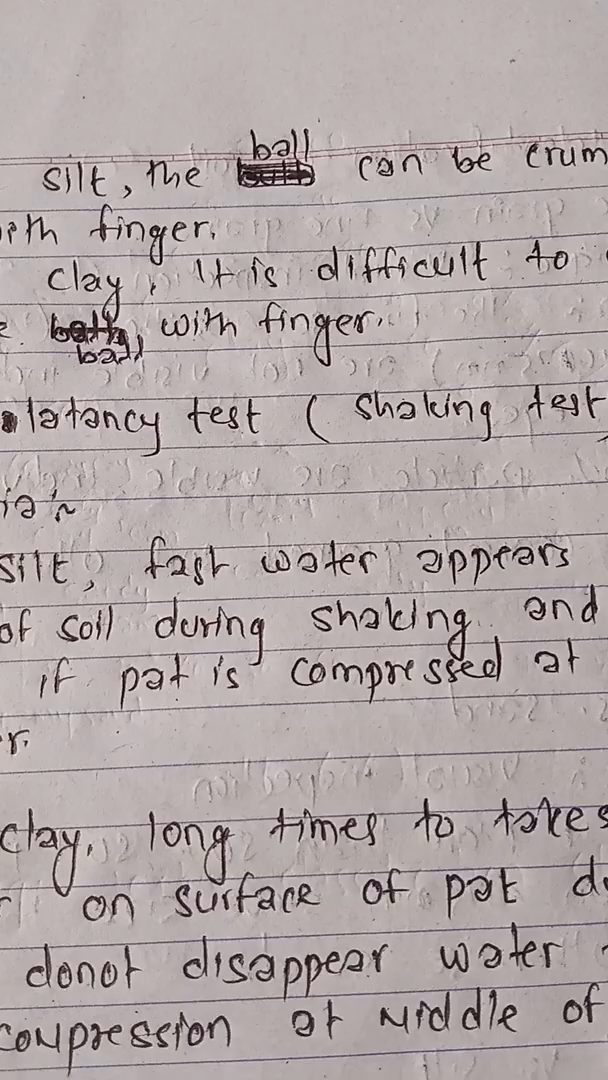 silt, the ball can be crum
ith finger.
clay, It is difficult to
ball, with finger.
latancy test ( shaking test
silt, fast water appears
of soil during shaking and
if pat is compressed at
r.
clay, long times to takes
on surface of pat du
donot disappear water
compression at middle of